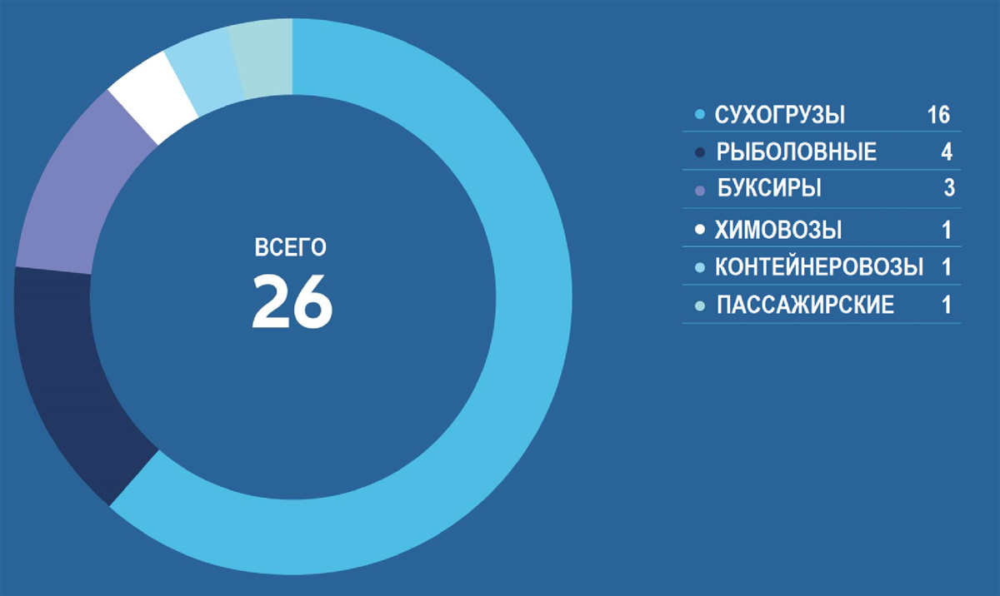 ВСЕГО
26
СУХОГРУЗЫ 16
РЫБОЛОВНЫЕ 4
БУКСИРЫ 3
ХИМОВОЗЫ 1
КОНТЕЙНЕРОВОЗЫ 1
ПАССАЖИРСКИЕ 1